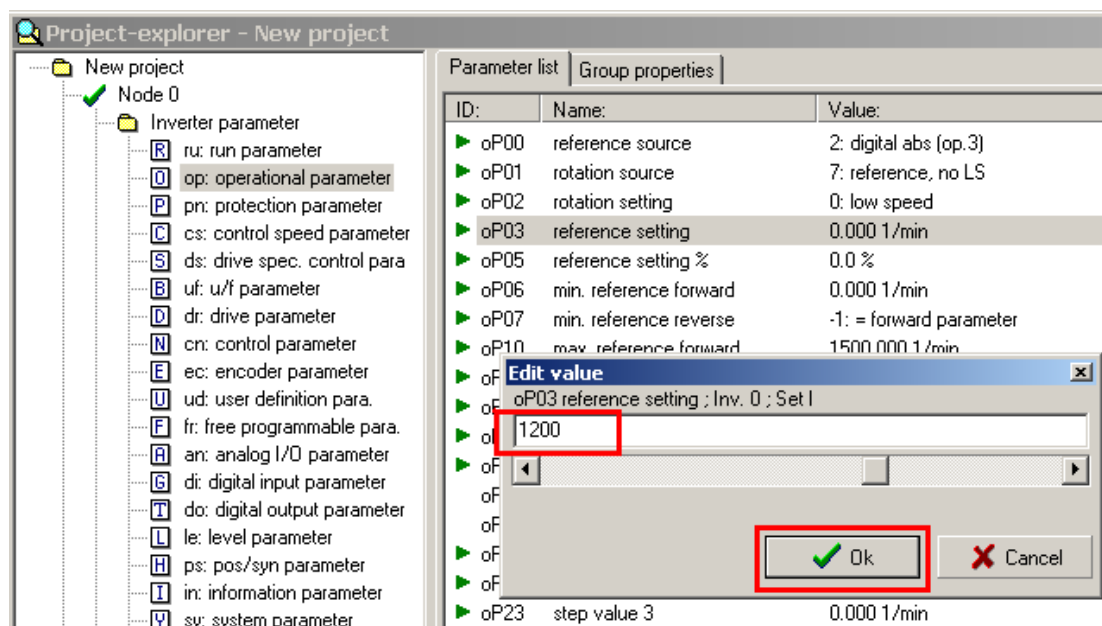 Project-explorer - New project
New project
Node 0
Inverter parameter
R ru: run parameter
O op: operational parameter
P pn: protection parameter
C cs: control speed parameter
S ds: drive spec. control para
B uf: u/f parameter
D dr: drive parameter
N cn: control parameter
E ec: encoder parameter
U ud: user definition para.
F fr: free programmable para.
A an: analog I/O parameter
G di: digital input parameter
T do: digital output parameter
L le: level parameter
H ps: pos/syn parameter
I in: information parameter
Y sy: system parameter
Parameter list Group properties
ID: Name: Value:
oP00 reference source 2: digital abs (op.3)
oP01 rotation source 7: reference, no LS
oP02 rotation setting 0: low speed
oP03 reference setting 0.000 1/min
oP05 reference setting % 0.0 %
oP06 min. reference forward 0.000 1/min
oP07 min. reference reverse -1: = forward parameter
oP10 max. reference forward 1500.000 1/min
Edit value
oP03 reference setting ; Inv. 0 ; Set I
1200
Ok Cancel
oP23 step value 3 0.000 1/min